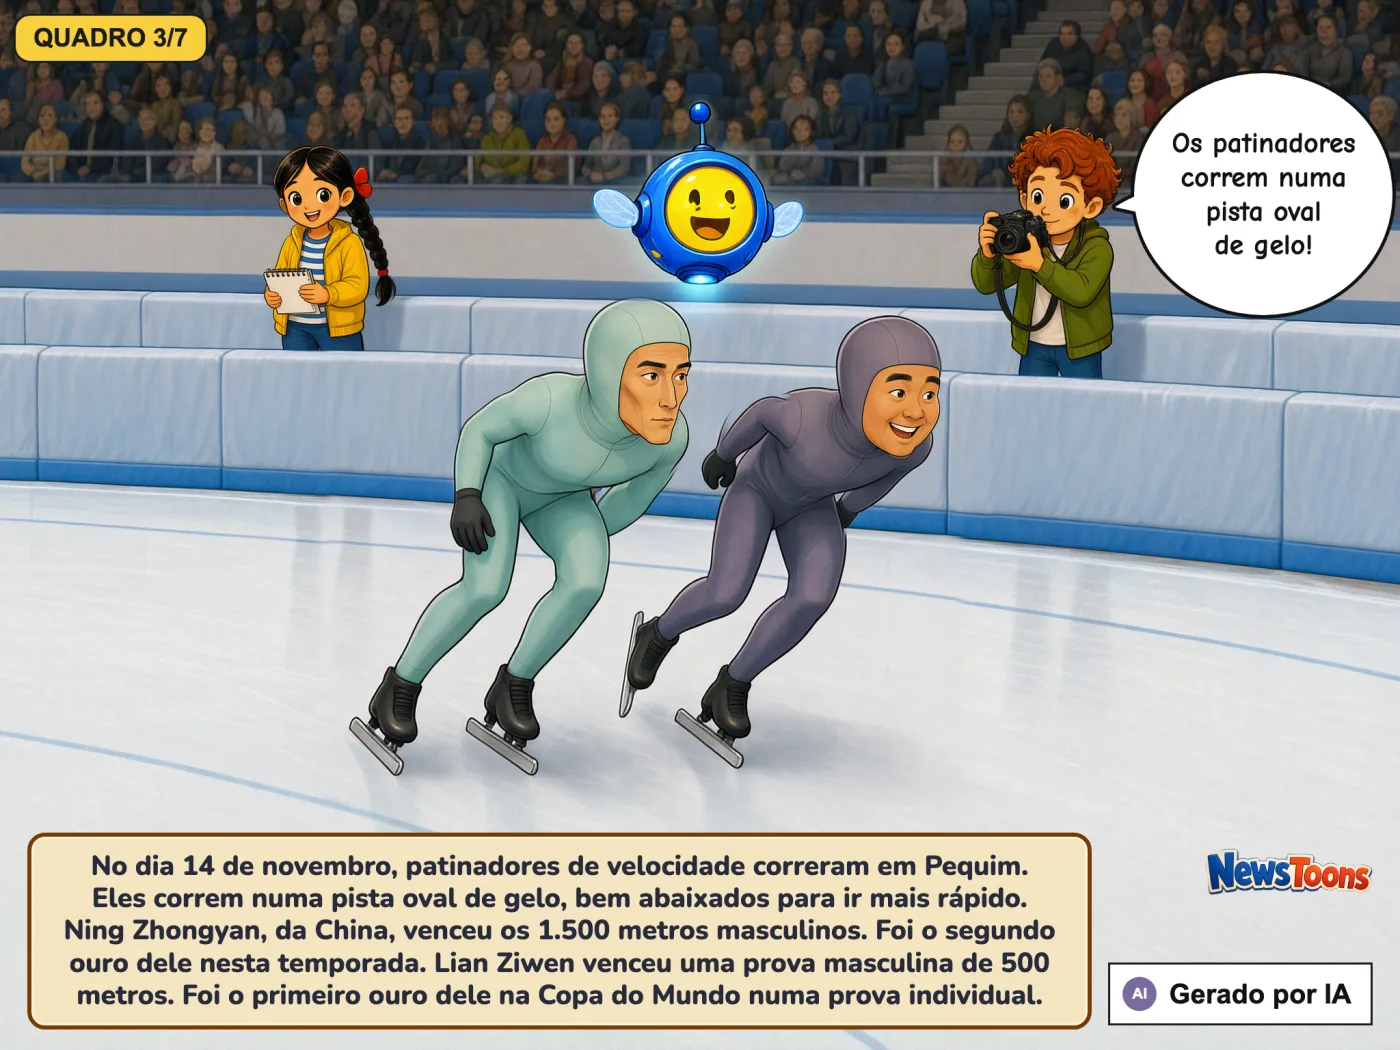 QUADRO 3/7
Os patinadores
correm numa
pista oval
de gelo!
No dia 14 de novembro, patinadores de velocidade correram em Pequim.
Eles correm numa pista oval de gelo, bem abaixados para ir mais rápido.
Ning Zhongyan, da China, venceu os 1.500 metros masculinos. Foi o segundo
ouro dele nesta temporada. Lian Ziwen venceu uma prova masculina de 500
metros. Foi o primeiro ouro dele na Copa do Mundo numa prova individual.
NewsToons
AI Gerado por IA